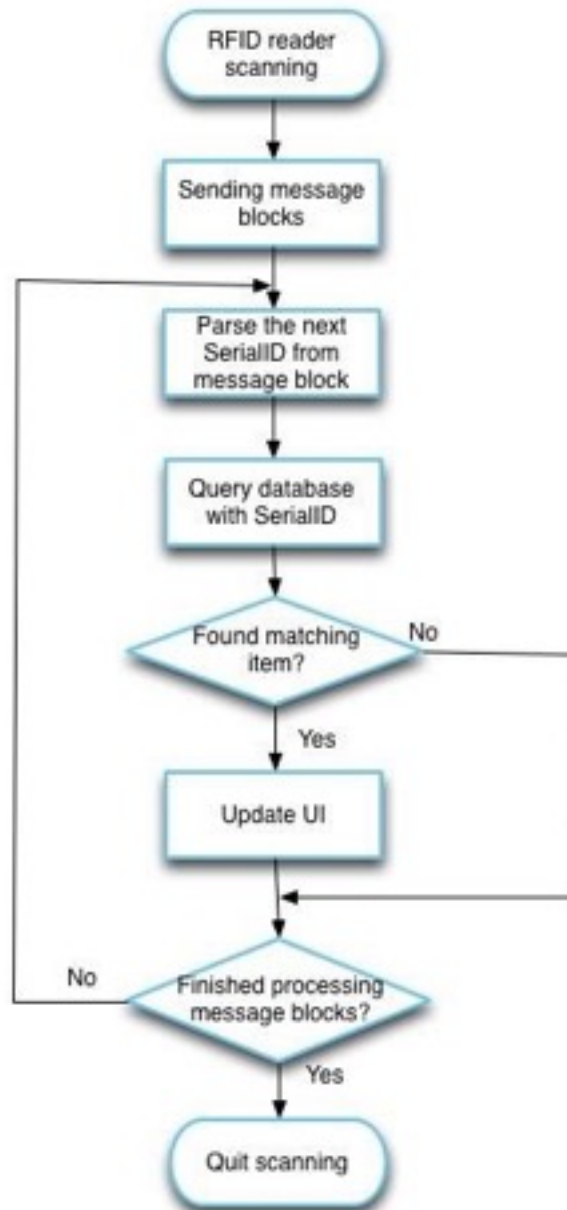 RFID reader
scanning
Sending message
blocks
Parse the next
SerialID from
message block
Query database
with SerialID
Found matching
item?
No
Yes
Update UI
No
Finished processing
message blocks?
Yes
Quit scanning